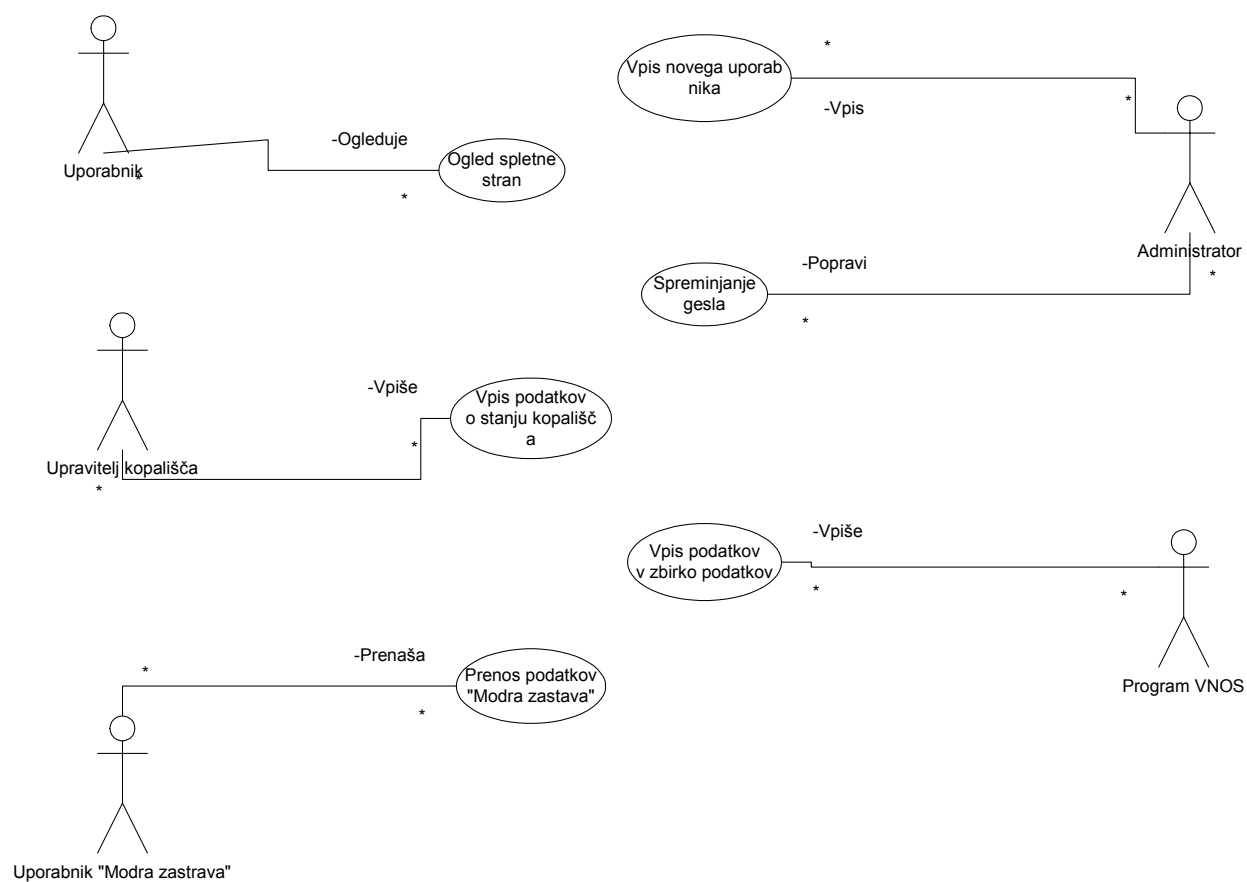 Vpis novega uporab
nika
*
-Vpis
*
Administrator
*
-Ogleduje
Ogled spletne
stran
*
Uporabnik
*
-Popravi
Spreminjanje
gesla
*
-Vpiše
Vpis podatkov
o stanju kopališč
a
*
Upravitelj kopališča
*
-Vpiše
Vpis podatkov
v zbirko podatkov
*
*
Program VNOS
-Prenaša
Prenos podatkov
"Modra zastava"
*
*
Uporabnik "Modra zastrava"